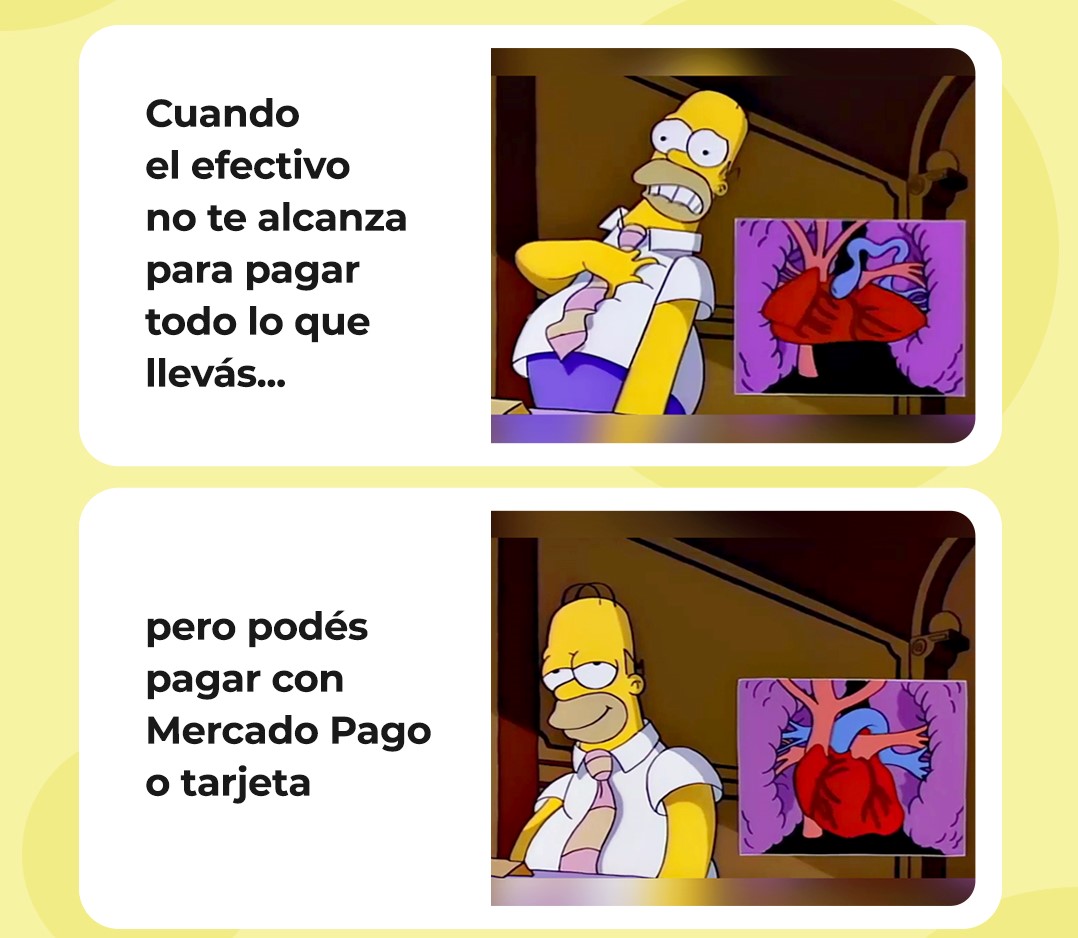 Cuando
el efectivo
no te alcanza
para pagar
todo lo que
llevás...
pero podés
pagar con
Mercado Pago
o tarjeta